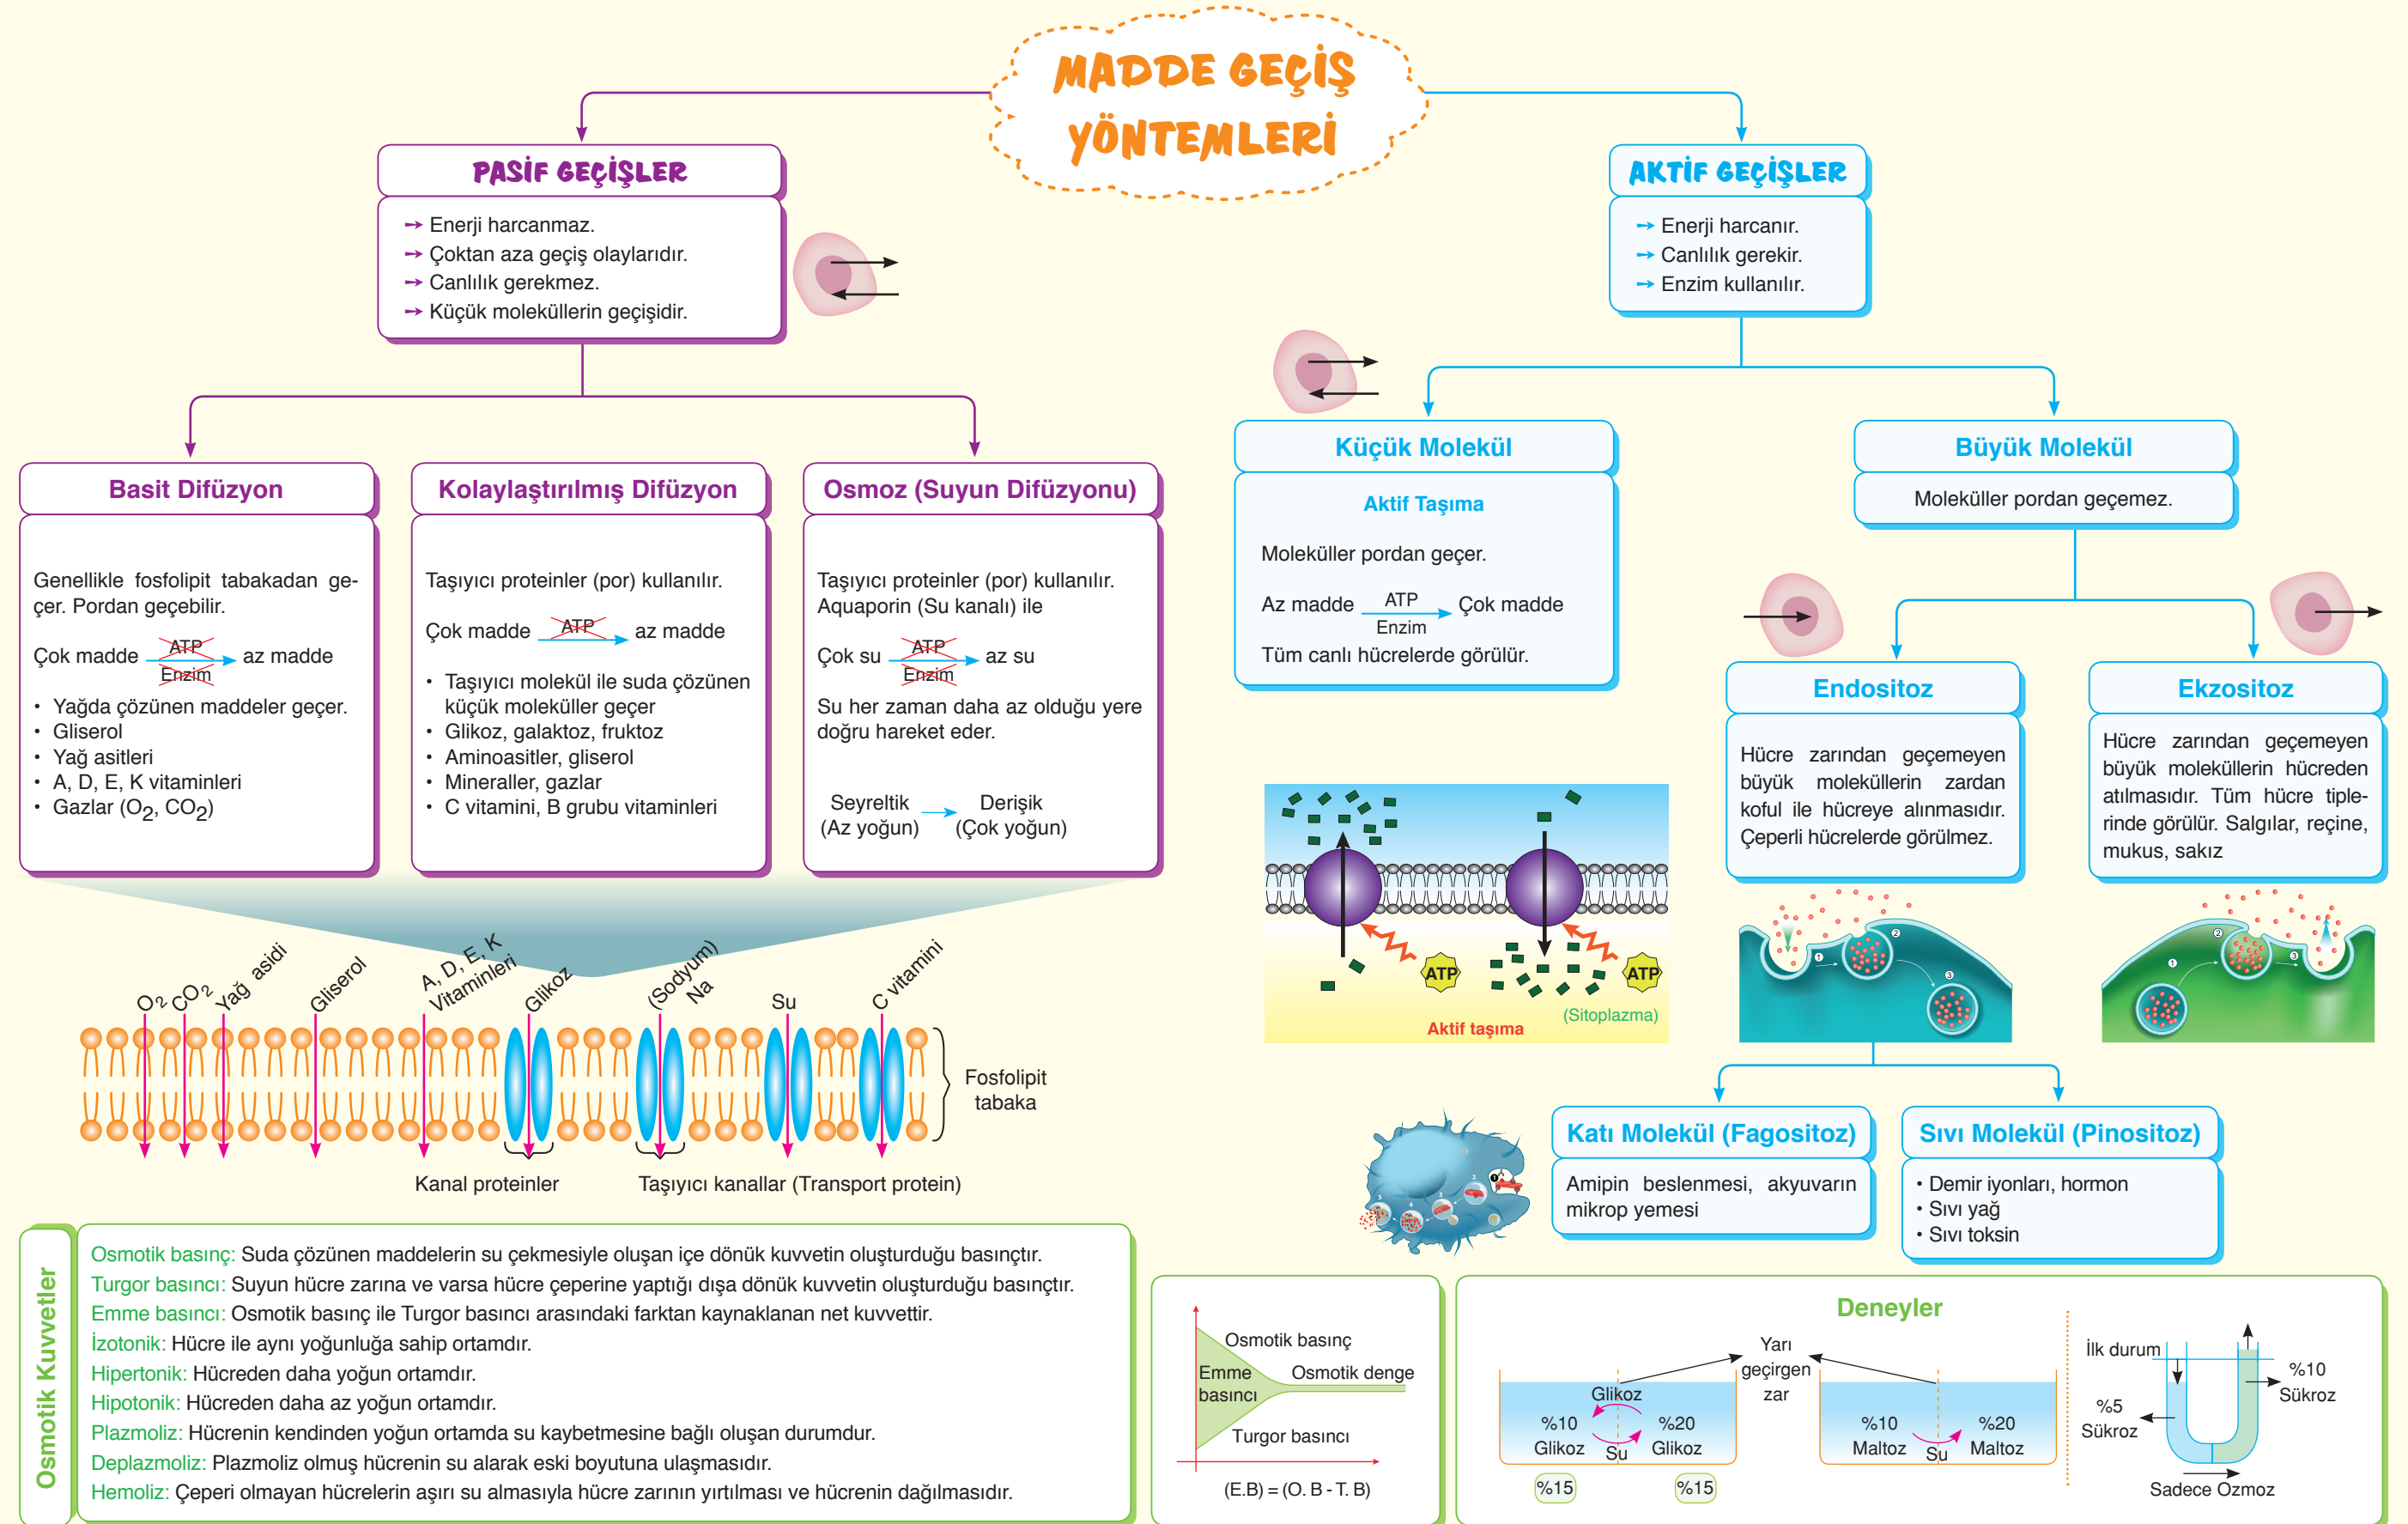 MADDE GEÇİŞ
YÖNTEMLERİ
PASİF GEÇİŞLER
→ Enerji harcanmaz.
→ Çoktan aza geçiş olaylarıdır.
→ Canlılık gerekmez.
→ Küçük moleküllerin geçişidir.
Basit Difüzyon
Genellikle fosfolipit tabakadan ge-
çer. Pordan geçebilir.
ATP
Çok madde → az madde
Enzim
• Yağda çözünen maddeler geçer.
• Gliserol
• Yağ asitleri
• A, D, E, K vitaminleri
• Gazlar (O2, CO2)
Kolaylaştırılmış Difüzyon
Taşıyıcı proteinler (por) kullanılır.
ATP
Çok madde → az madde
• Taşıyıcı molekül ile suda çözünen
küçük moleküller geçer
• Glikoz, galaktoz, fruktoz
• Aminoasitler, gliserol
• Mineraller, gazlar
• C vitamini, B grubu vitaminleri
Osmoz (Suyun Difüzyonu)
Taşıyıcı proteinler (por) kullanılır.
Aquaporin (Su kanalı) ile
ATP
Çok su → az su
Enzim
Su her zaman daha az olduğu yere
doğru hareket eder.
Seyreltik → Derişik
(Az yoğun) (Çok yoğun)
O2
CO2
Yağ asidi
Gliserol
A, D, E, K
Vitaminleri
Glikoz
(Sodyum)
Na
Su
C vitamini
Fosfolipit
tabaka
Kanal proteinler
Taşıyıcı kanallar (Transport protein)
AKTİF GEÇİŞLER
→ Enerji harcanır.
→ Canlılık gerekir.
→ Enzim kullanılır.
Küçük Molekül
Aktif Taşıma
Moleküller pordan geçer.
ATP
Az madde → Çok madde
Enzim
Tüm canlı hücrelerde görülür.
ATP
ATP
(Sitoplazma)
Aktif taşıma
Büyük Molekül
Moleküller pordan geçemez.
Endositoz
Hücre zarından geçemeyen
büyük moleküllerin zardan
koful ile hücreye alınmasıdır.
Çeperli hücrelerde görülmez.
1
2
3
Ekzositoz
Hücre zarından geçemeyen
büyük moleküllerin hücreden
atılmasıdır. Tüm hücre tiple-
rinde görülür. Salgılar, reçine,
mukus, sakız
1
2
3
1
2
3
4
5
Katı Molekül (Fagositoz)
Amipin beslenmesi, akyuvarın
mikrop yemesi
Sıvı Molekül (Pinositoz)
• Demir iyonları, hormon
• Sıvı yağ
• Sıvı toksin
Osmotik Kuvvetler
Osmotik basınç: Suda çözünen maddelerin su çekmesiyle oluşan içe dönük kuvvetin oluşturduğu basınçtır.
Turgor basıncı: Suyun hücre zarına ve varsa hücre çeperine yaptığı dışa dönük kuvvetin oluşturduğu basınçtır.
Emme basıncı: Osmotik basınç ile Turgor basıncı arasındaki farktan kaynaklanan net kuvvettir.
İzotonik: Hücre ile aynı yoğunluğa sahip ortamdır.
Hipertonik: Hücreden daha yoğun ortamdır.
Hipotonik: Hücreden daha az yoğun ortamdır.
Plazmoliz: Hücrenin kendinden yoğun ortamda su kaybetmesine bağlı oluşan durumdur.
Deplazmoliz: Plazmoliz olmuş hücrenin su alarak eski boyutuna ulaşmasıdır.
Hemoliz: Çeperi olmayan hücrelerin aşırı su almasıyla hücre zarının yırtılması ve hücrenin dağılmasıdır.
Osmotik basınç
Emme
basıncı
Osmotik denge
Turgor basıncı
(E.B) = (O. B - T. B)
Deneyler
Yarı
geçirgen
zar
Glikoz
%10
Glikoz
Su
%20
Glikoz
%15
%15
%10
Maltoz
Su
%20
Maltoz
İlk durum
%10
Sükroz
%5
Sükroz
Sadece Ozmoz